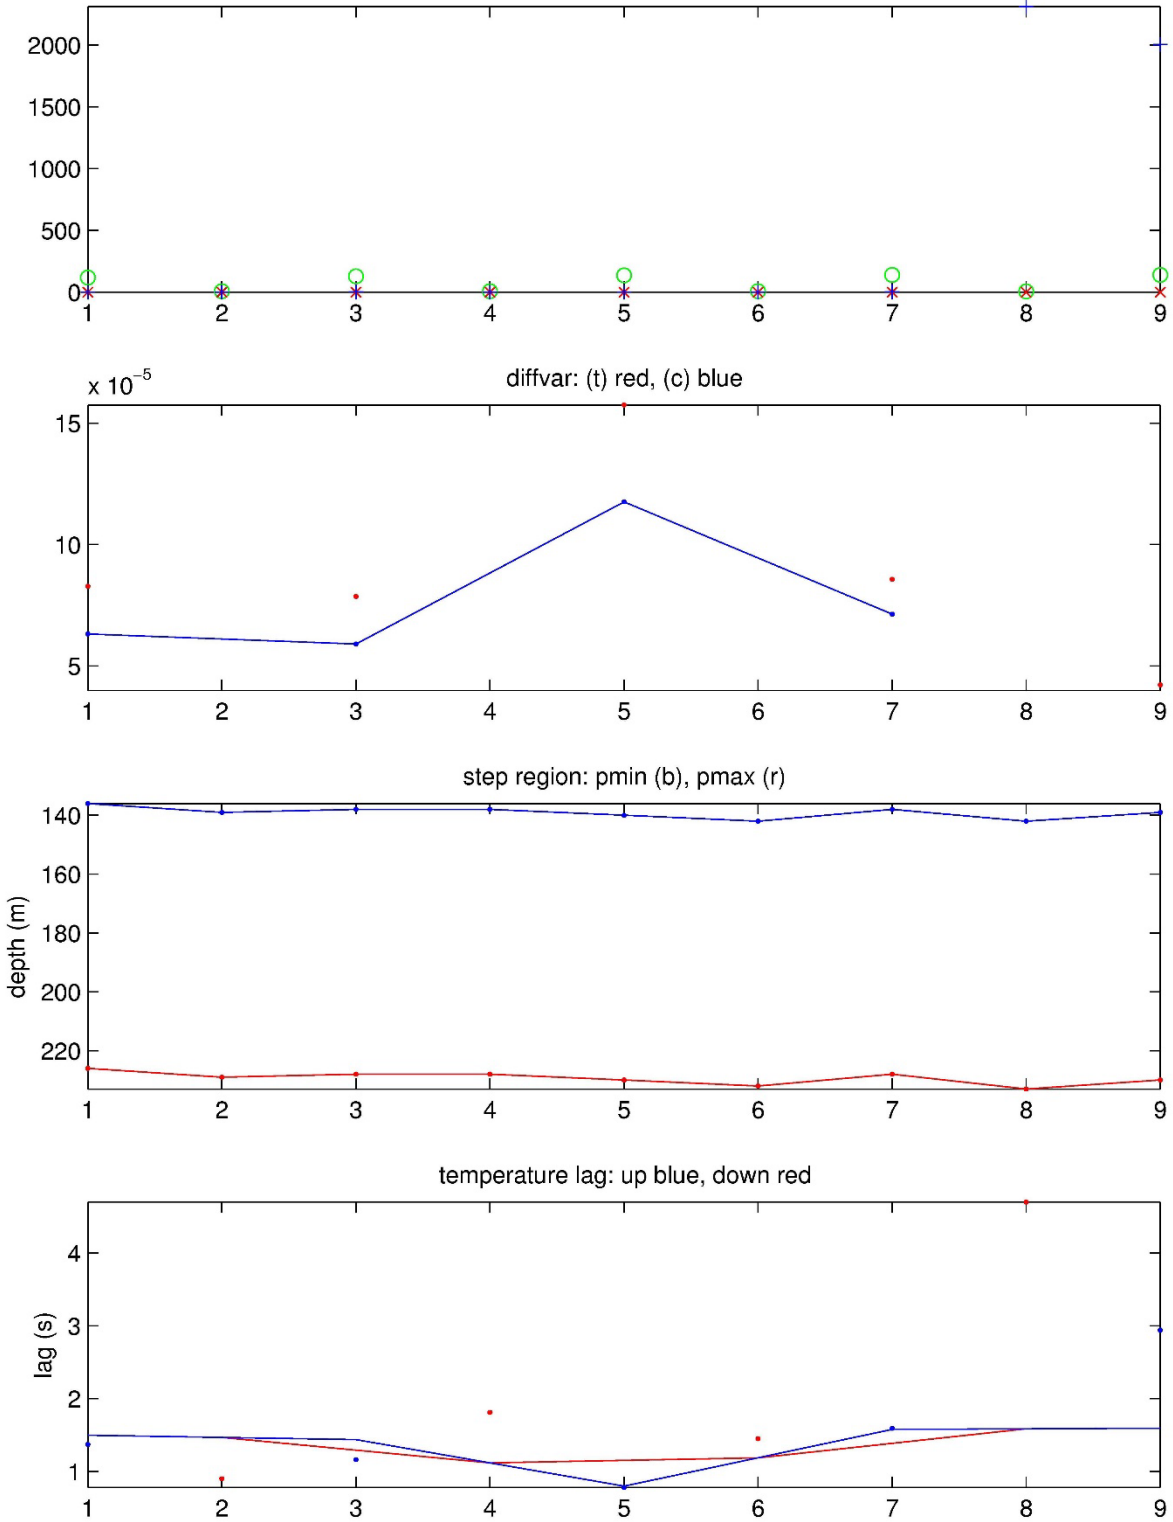 2000
1500
1000
500
0
1 2 3 4 5 6 7 8 9
x 10⁻⁵
diffvar: (t) red, (c) blue
15
10
5
1 2 3 4 5 6 7 8 9
step region: pmin (b), pmax (r)
140
160
180
200
220
depth (m)
1 2 3 4 5 6 7 8 9
temperature lag: up blue, down red
4
3
2
1
lag (s)
1 2 3 4 5 6 7 8 9